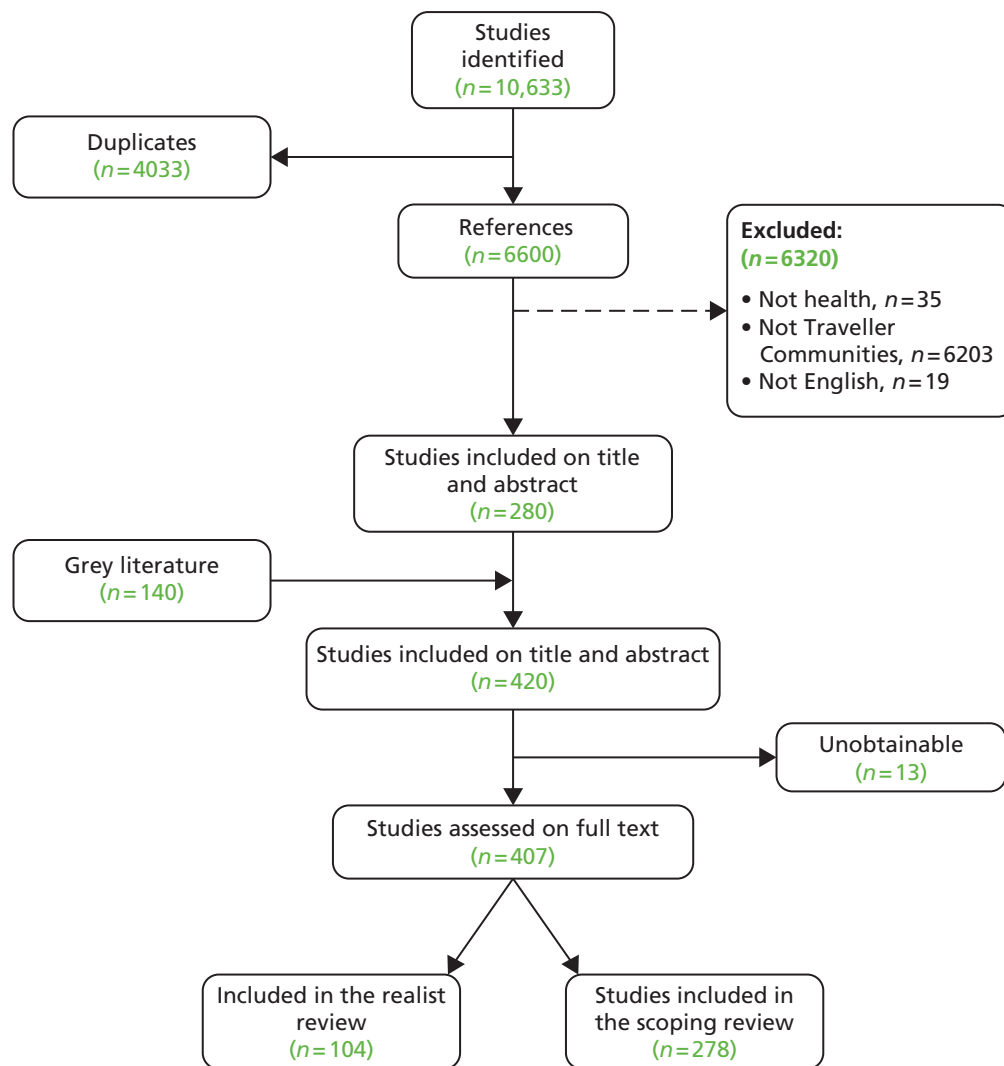 Studies
identified
(n=10,633)
Duplicates
(n=4033)
References
(n=6600)
Excluded:
(n=6320)
• Not health, n=35
• Not Traveller
Communities, n=6203
• Not English, n=19
Studies included on title
and abstract
(n=280)
Grey literature
(n=140)
Studies included on title and abstract
(n=420)
Unobtainable
(n=13)
Studies assessed on full text
(n=407)
Included in the realist
review
(n=104)
Studies included in
the scoping review
(n=278)